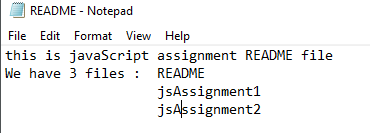 README - Notepad
File Edit Format View Help
this is javaScript assignment README file
We have 3 files :  README
jsAssignment1
jsAssignment2